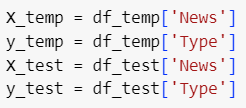 X_temp = df_temp['News']
y_temp = df_temp['Type']
X_test = df_test['News']
y_test = df_test['Type']